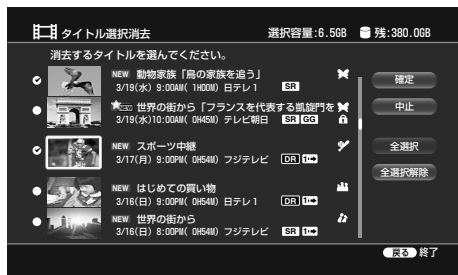 タイトル選択消去 選択容量:6.5GB 残:380.0GB
消去するタイトルを選んでください。
NEW 動物家族「鳥の家族を追う」
3/19(水) 9:00AM( 1H00M) 日テレ1 SR
世界の街から「フランスを代表する凱旋門を
3/19(水)10:00AM( 0H45M) テレビ朝日 SR GG
NEW スポーツ中継
3/17(月) 9:00PM( 0H54M) フジテレビ DR 1
NEW はじめての買い物
3/16(日) 9:00PM( 0H54M) 日テレ1 DR 1
NEW 世界の街から
3/16(日) 8:00PM( 0H54M) フジテレビ SR 1
確定
中止
全選択
全選択解除
戻る 終了